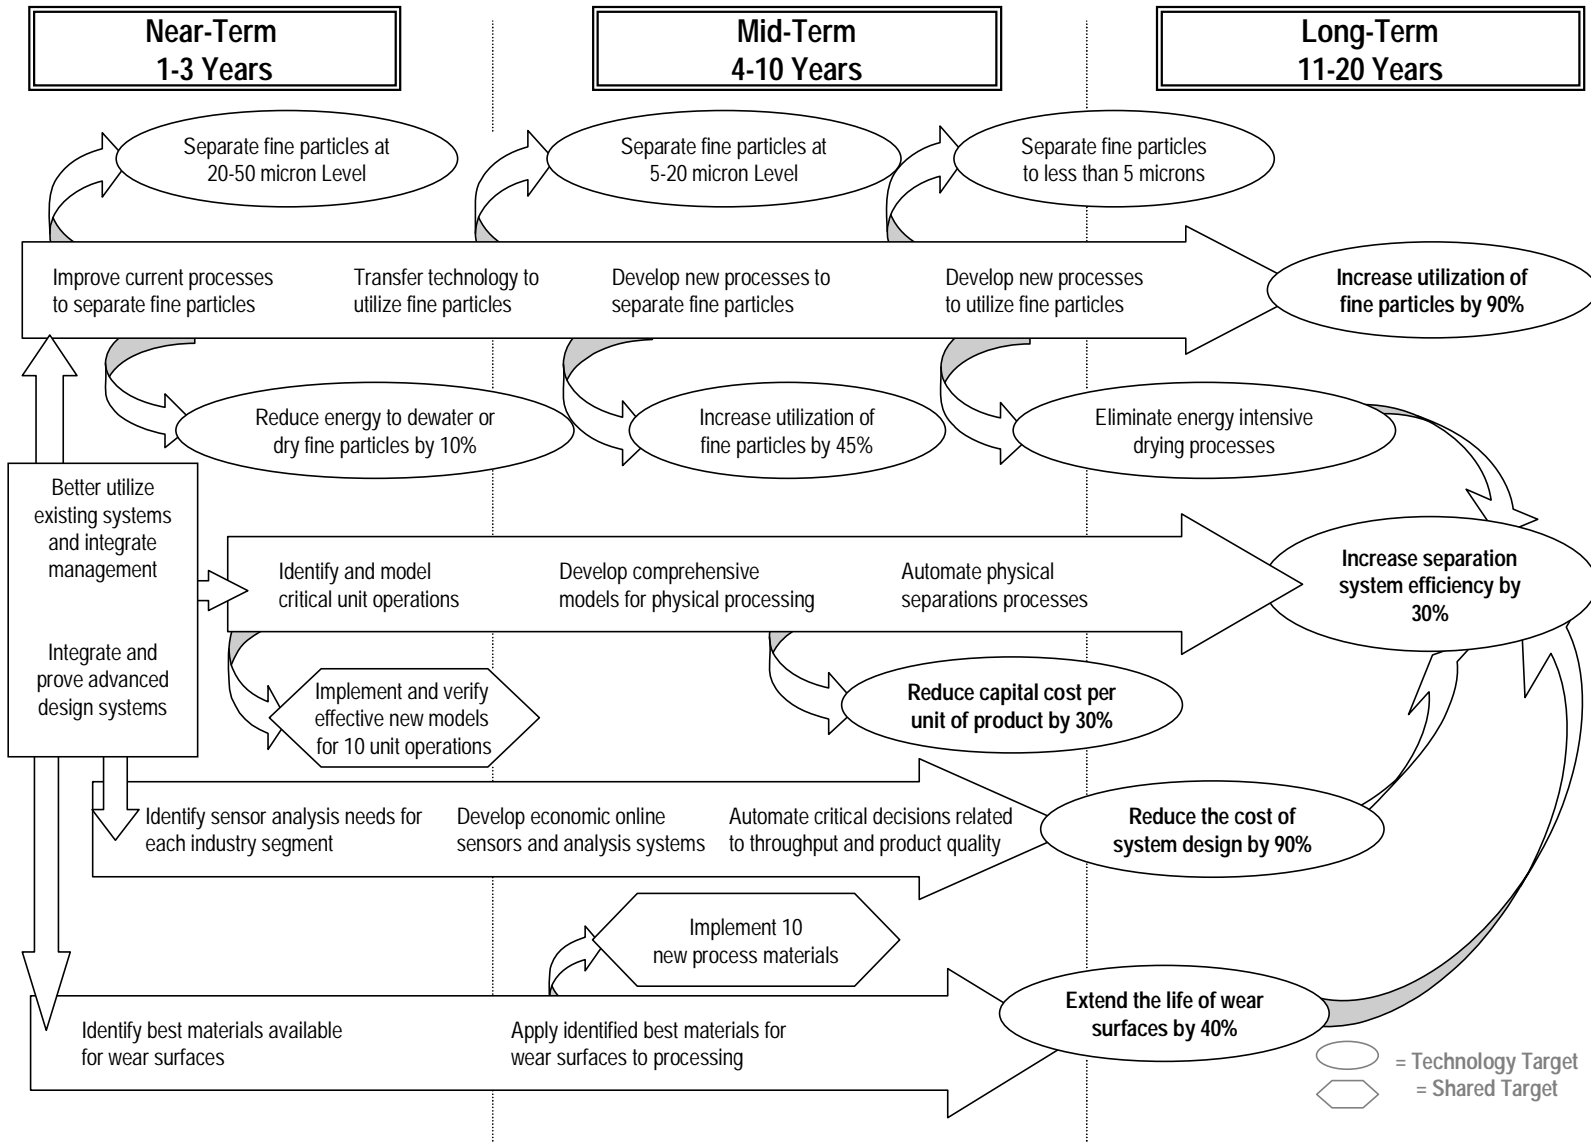 Near-Term
1-3 Years
Mid-Term
4-10 Years
Long-Term
11-20 Years
Separate fine particles at
20-50 micron Level
Separate fine particles at
5-20 micron Level
Separate fine particles
to less than 5 microns
Improve current processes
to separate fine particles
Transfer technology to
utilize fine particles
Develop new processes to
separate fine particles
Develop new processes
to utilize fine particles
Increase utilization of
fine particles by 90%
Reduce energy to dewater or
dry fine particles by 10%
Increase utilization of
fine particles by 45%
Eliminate energy intensive
drying processes
Better utilize
existing systems
and integrate
management
Integrate and
prove advanced
design systems
Identify and model
critical unit operations
Develop comprehensive
models for physical processing
Automate physical
separations processes
Increase separation
system efficiency by
30%
Implement and verify
effective new models
for 10 unit operations
Reduce capital cost per
unit of product by 30%
Identify sensor analysis needs for
each industry segment
Develop economic online
sensors and analysis systems
Automate critical decisions related
to throughput and product quality
Reduce the cost of
system design by 90%
Implement 10
new process materials
Identify best materials available
for wear surfaces
Apply identified best materials for
wear surfaces to processing
Extend the life of wear
surfaces by 40%
= Technology Target
= Shared Target